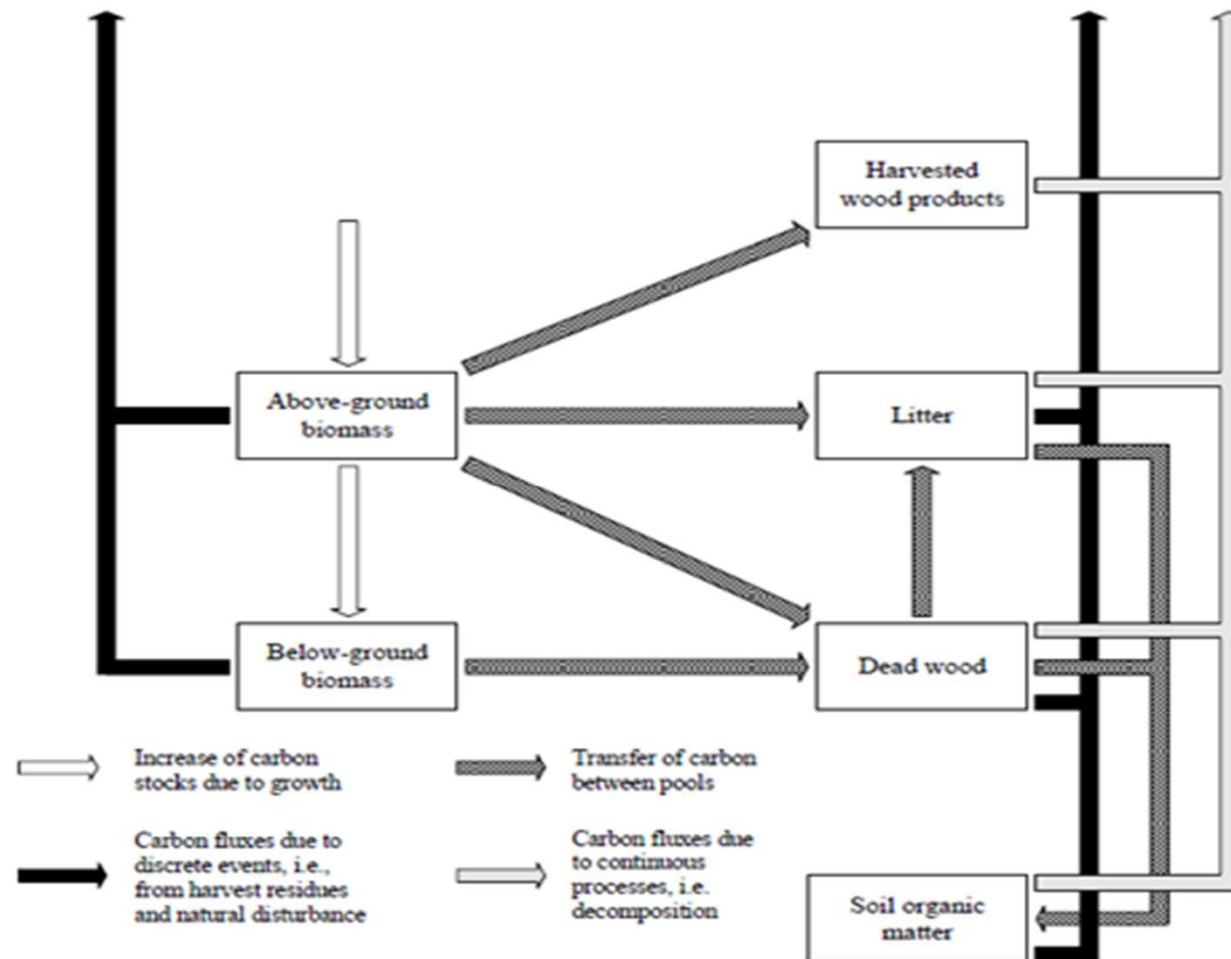 Harvested
wood products
Above-ground
biomass
Litter
Below-ground
biomass
Dead wood
Increase of carbon
stocks due to growth
Transfer of carbon
between pools
Carbon fluxes due to
discrete events, i.e.,
from harvest residues
and natural disturbance
Carbon fluxes due
to continuous
processes, i.e.
decomposition
Soil organic
matter